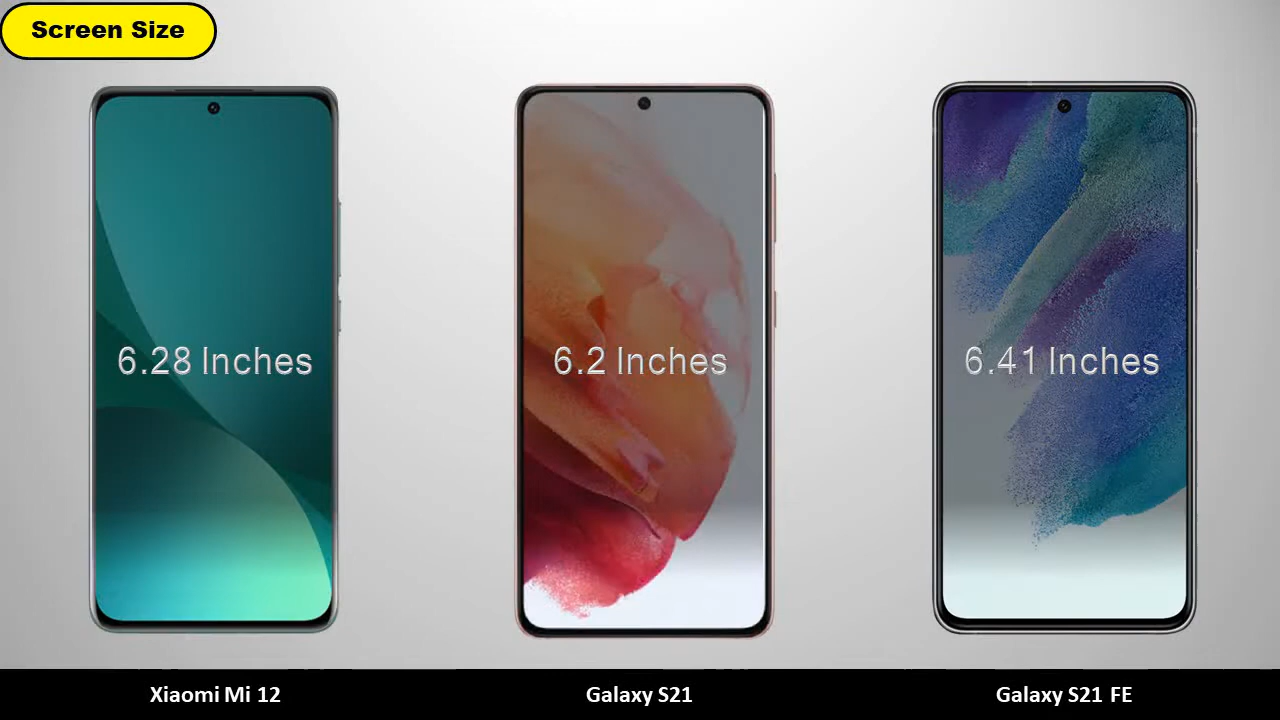 Screen Size
6.28 Inches
6.2 Inches
6.41 Inches
Xiaomi Mi 12
Galaxy S21
Galaxy S21 FE